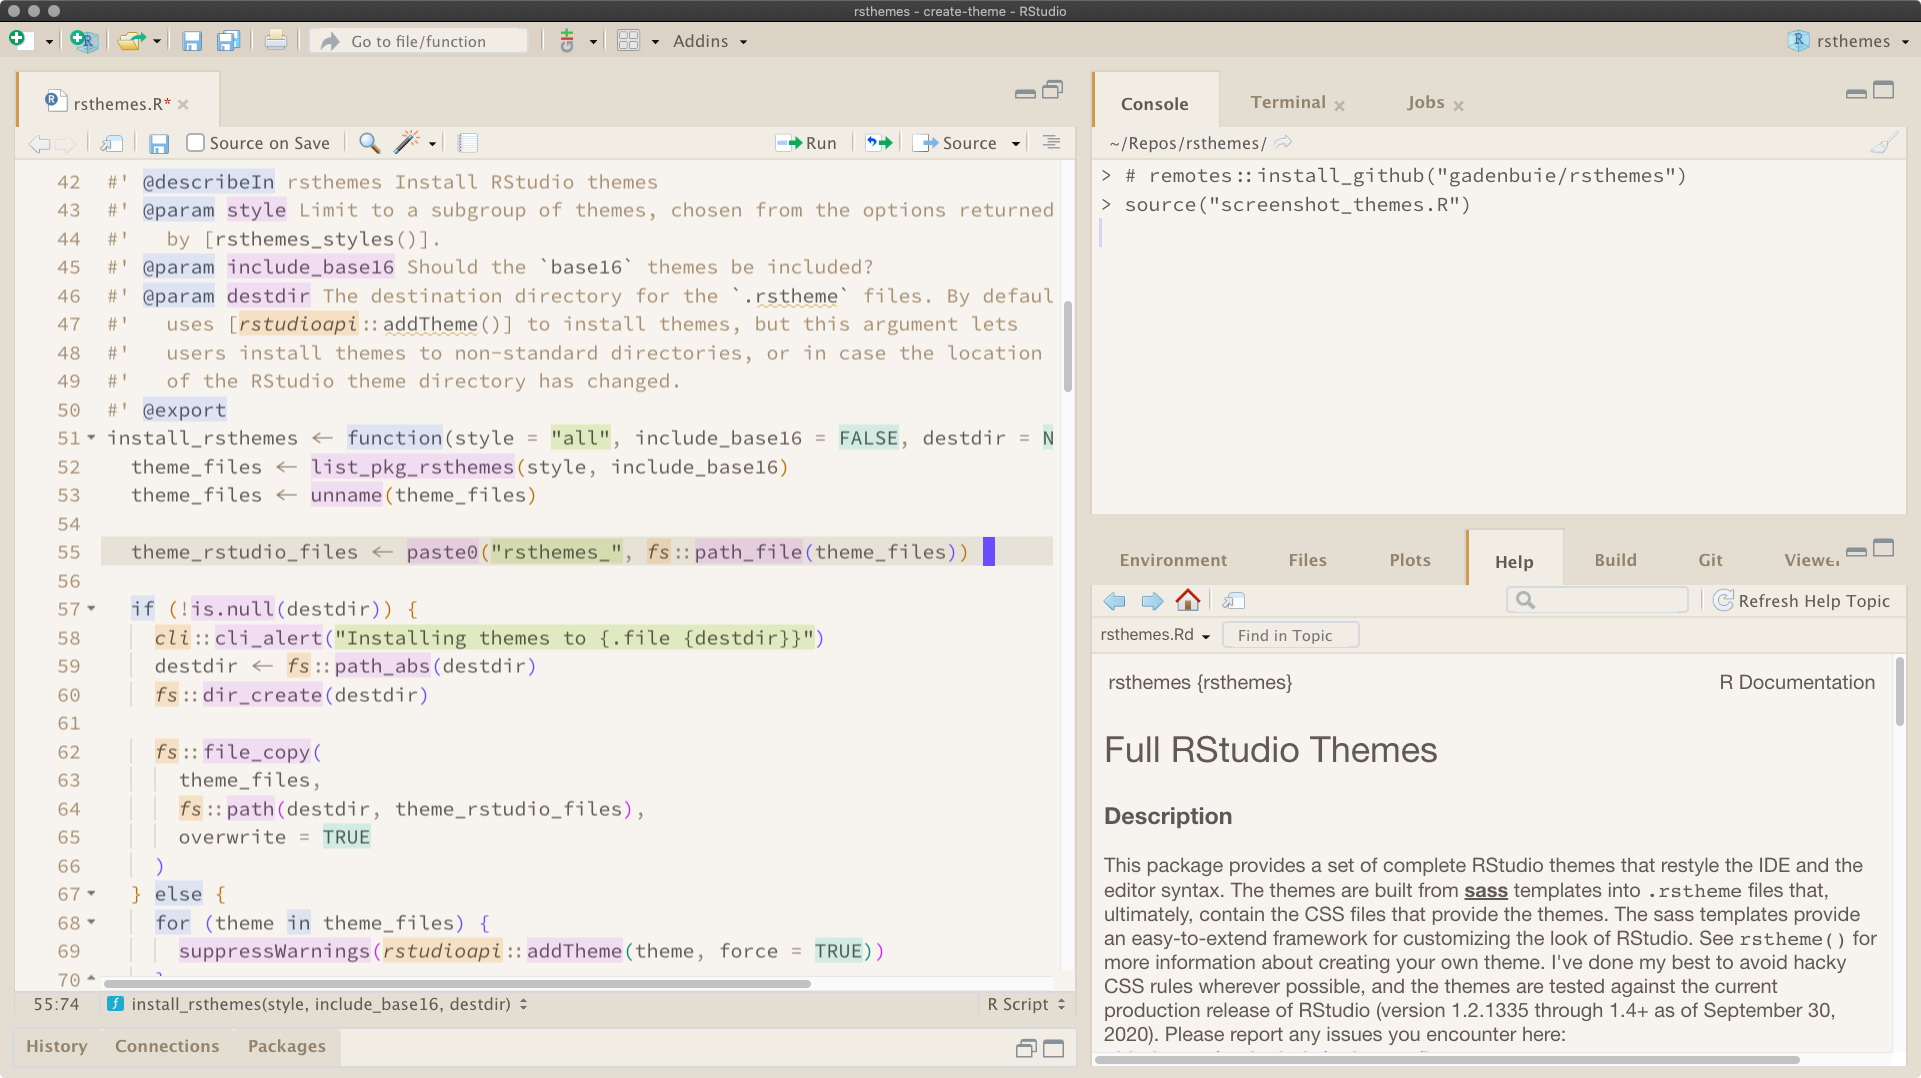 rsthemes - create-theme - RStudio
Go to file/function
Addins
rsthemes
rsthemes.R*
Source on Save
Run
Source
42 #' @describeIn rsthemes Install RStudio themes
43 #' @param style Limit to a subgroup of themes, chosen from the options returned
44 #'   by [rsthemes_styles()].
45 #' @param include_base16 Should the `base16` themes be included?
46 #' @param destdir The destination directory for the `.rstheme` files. By defaul
47 #'   uses [rstudioapi::addTheme()] to install themes, but this argument lets
48 #'   users install themes to non-standard directories, or in case the location
49 #'   of the RStudio theme directory has changed.
50 #' @export
51 install_rsthemes <- function(style = "all", include_base16 = FALSE, destdir = N
52   theme_files <- list_pkg_rsthemes(style, include_base16)
53   theme_files <- unname(theme_files)
54
55   theme_rstudio_files <- paste0("rsthemes_", fs::path_file(theme_files))
56
57   if (!is.null(destdir)) {
58     cli::cli_alert("Installing themes to {.file {destdir}}")
59     destdir <- fs::path_abs(destdir)
60     fs::dir_create(destdir)
61
62     fs::file_copy(
63       theme_files,
64       fs::path(destdir, theme_rstudio_files),
65       overwrite = TRUE
66     )
67   } else {
68     for (theme in theme_files) {
69       suppressWarnings(rstudioapi::addTheme(theme, force = TRUE))
70
55:74 install_rsthemes(style, include_base16, destdir) R Script
History Connections Packages
Console Terminal Jobs
~/Repos/rsthemes/
> # remotes::install_github("gadenbuie/rsthemes")
> source("screenshot_themes.R")
Environment Files Plots Help Build Git Viewer
Refresh Help Topic
rsthemes.Rd Find in Topic
rsthemes {rsthemes} R Documentation
Full RStudio Themes
Description
This package provides a set of complete RStudio themes that restyle the IDE and the
editor syntax. The themes are built from sass templates into .rstheme files that,
ultimately, contain the CSS files that provide the themes. The sass templates provide
an easy-to-extend framework for customizing the look of RStudio. See rstheme() for
more information about creating your own theme. I've done my best to avoid hacky
CSS rules wherever possible, and the themes are tested against the current
production release of RStudio (version 1.2.1335 through 1.4+ as of September 30,
2020). Please report any issues you encounter here: